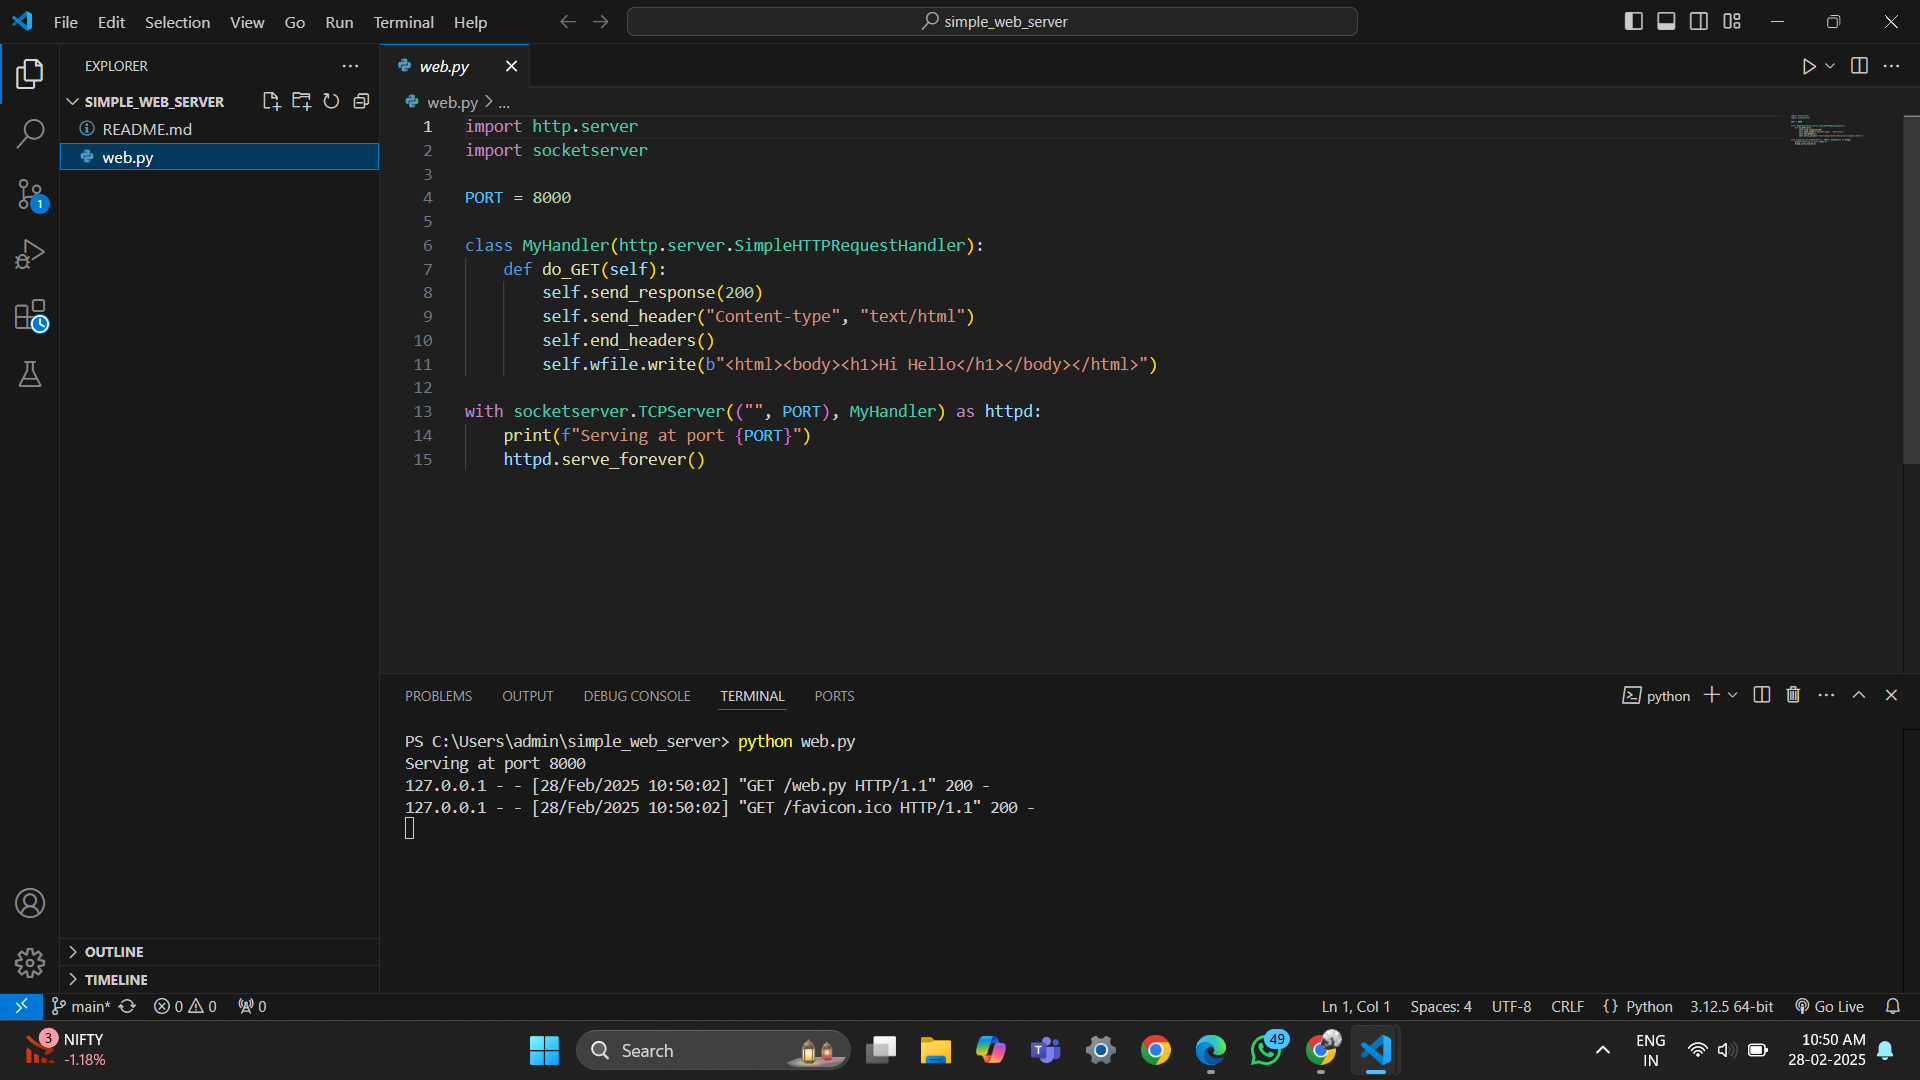 File Edit Selection View Go Run Terminal Help
simple_web_server
EXPLORER
SIMPLE_WEB_SERVER
README.md
web.py
1
OUTLINE
TIMELINE
web.py
web.py > ...
1 import http.server
2 import socketserver
3
4 PORT = 8000
5
6 class MyHandler(http.server.SimpleHTTPRequestHandler):
7     def do_GET(self):
8         self.send_response(200)
9         self.send_header("Content-type", "text/html")
10         self.end_headers()
11         self.wfile.write(b"<html><body><h1>Hi Hello</h1></body></html>")
12
13 with socketserver.TCPServer(("", PORT), MyHandler) as httpd:
14     print(f"Serving at port {PORT}")
15     httpd.serve_forever()
PROBLEMS OUTPUT DEBUG CONSOLE TERMINAL PORTS
python
PS C:\Users\admin\simple_web_server> python web.py
Serving at port 8000
127.0.0.1 - - [28/Feb/2025 10:50:02] "GET /web.py HTTP/1.1" 200 -
127.0.0.1 - - [28/Feb/2025 10:50:02] "GET /favicon.ico HTTP/1.1" 200 -
main* 0 0 0
Ln 1, Col 1 Spaces: 4 UTF-8 CRLF {} Python 3.12.5 64-bit Go Live
3
NIFTY
-1.18%
Search
49
ENG
IN
10:50 AM
28-02-2025